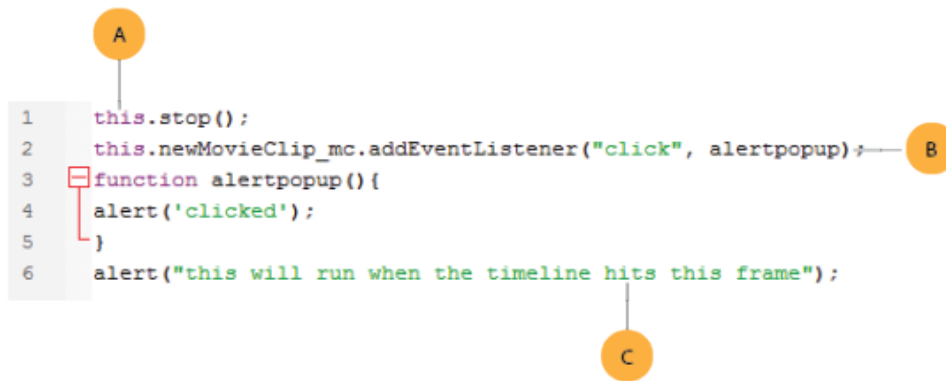 A
1 this.stop();
2 this.newMovieClip_mc.addEventListener("click", alertpopup);
B
3 function alertpopup(){
4 alert('clicked');
5 }
6 alert("this will run when the timeline hits this frame");
C